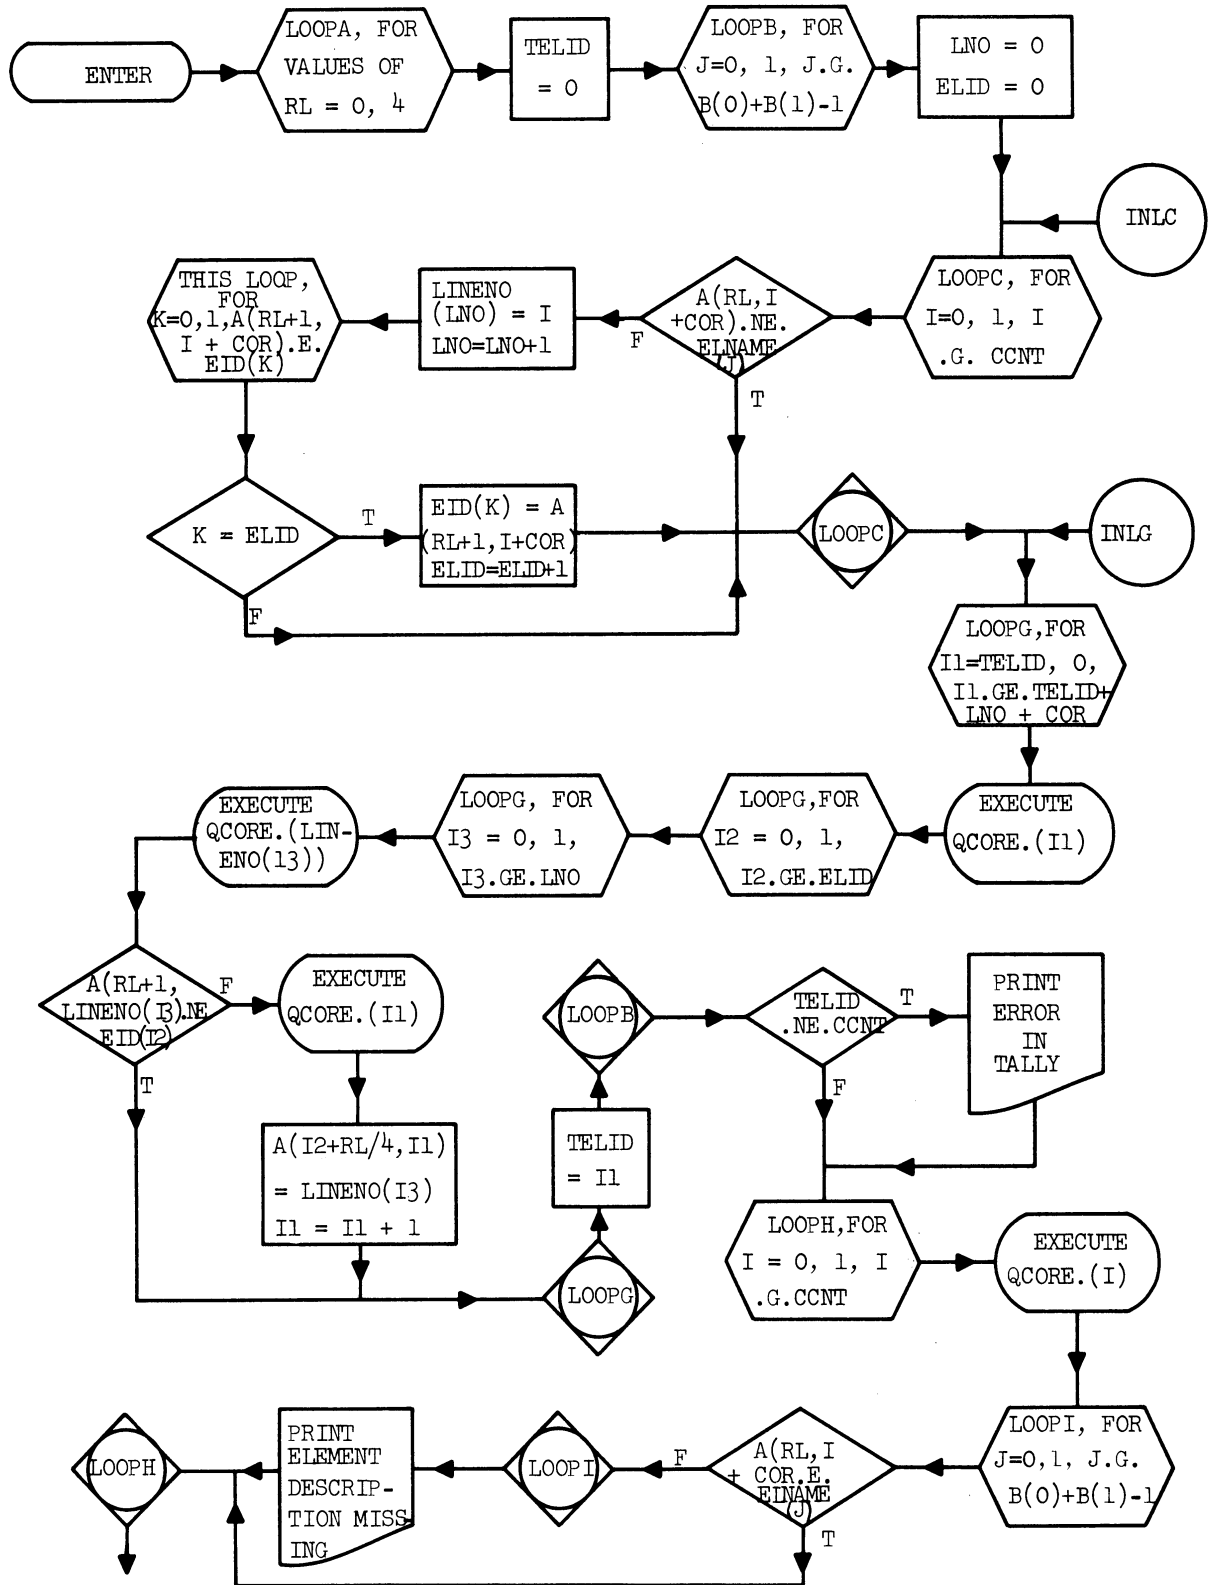 ENTER
LOOPA, FOR
VALUES OF
RL = 0, 4
TELID
= 0
LOOPB, FOR
J=0, 1, J.G.
B(0)+B(1)-1
LNO = 0
ELID = 0
INLC
LOOPC, FOR
I=0, 1, I
.G. CCNT
A(RL,I
+COR).NE.
ELNAME
(J)
F
T
LINENO
(LNO) = I
LNO=LNO+1
THIS LOOP,
FOR
K=0,1,A(RL+1,
I + COR).E.
EID(K)
K = ELID
T
F
EID(K) = A
(RL+1,I+COR)
ELID=ELID+1
LOOPC
INLG
LOOPG,FOR
I1=TELID, 0,
I1.GE.TELID+
LNO + COR
EXECUTE
QCORE.(I1)
LOOPG,FOR
I2 = 0, 1,
I2.GE.ELID
LOOPG, FOR
I3 = 0, 1,
I3.GE.LNO
EXECUTE
QCORE.(LIN-
ENO(13))
A(RL+1,
LINENO(I3).NE
EID(I2)
F
T
EXECUTE
QCORE.(I1)
A(I2+RL/4,I1)
= LINENO(I3)
I1 = I1 + 1
LOOPG
TELID
= I1
LOOPB
TELID
.NE.CCNT
T
F
PRINT
ERROR
IN
TALLY
LOOPH,FOR
I = 0, 1, I
.G.CCNT
EXECUTE
QCORE.(I)
LOOPI, FOR
J=0,1, J.G.
B(0)+B(1)-1
A(RL,I
+ COR.E.
ELNAME
(J)
F
T
LOOPI
PRINT
ELEMENT
DESCRIP-
TION MISS-
ING
LOOPH